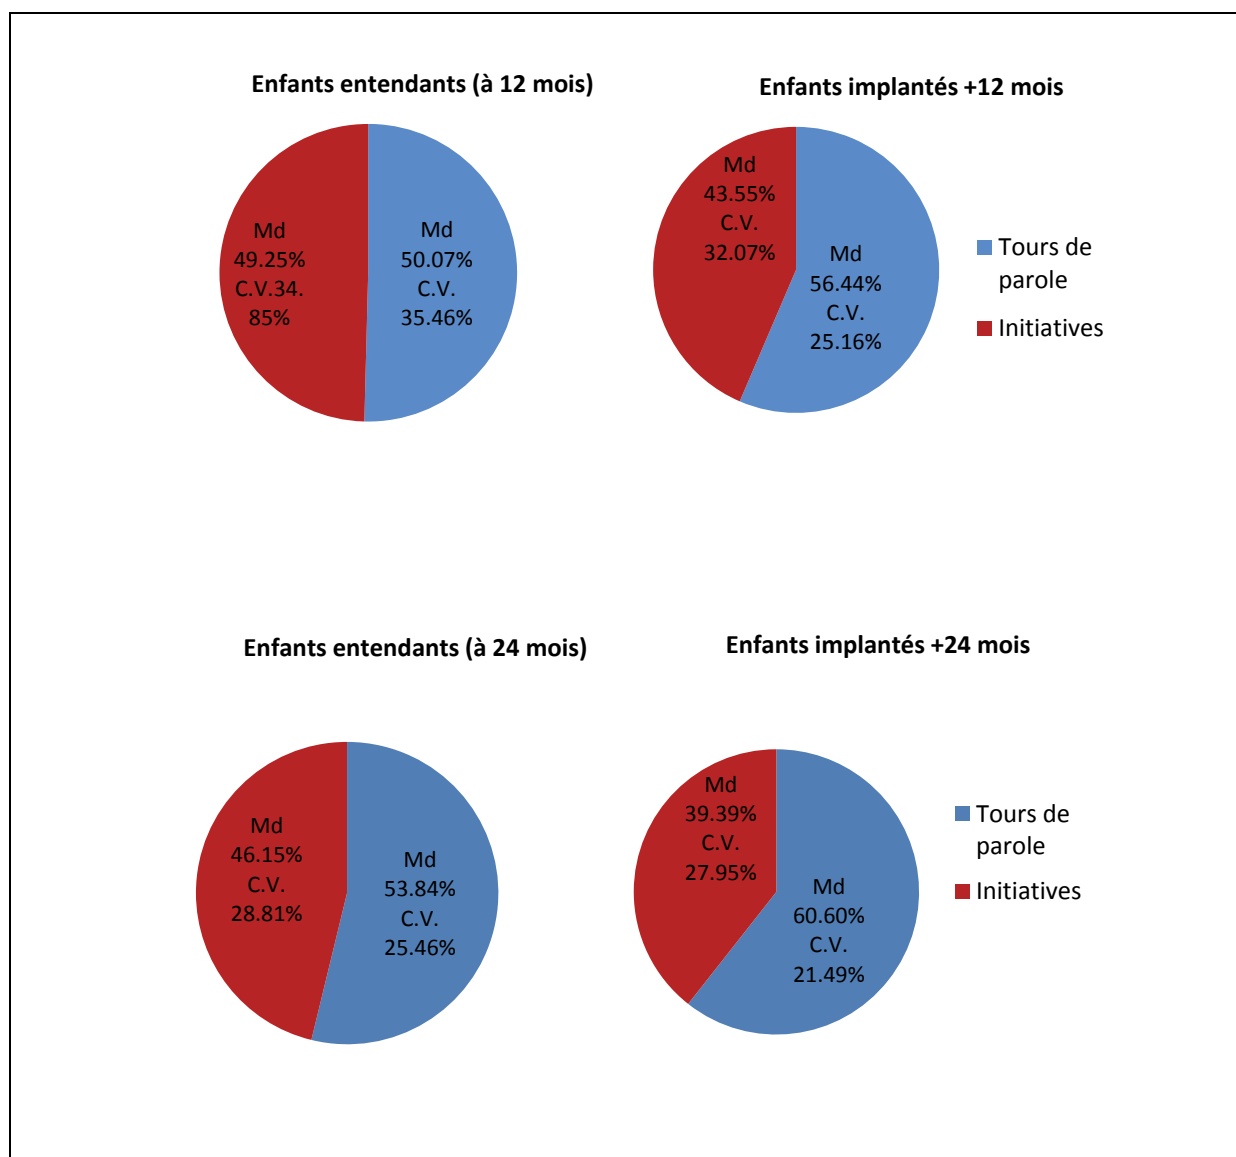 Enfants entendants (à 12 mois)
Md
49.25%
C.V.34.
85%
Md
50.07%
C.V.
35.46%
Enfants implantés +12 mois
Md
43.55%
C.V.
32.07%
Md
56.44%
C.V.
25.16%
Tours de
parole
Initiatives
Enfants entendants (à 24 mois)
Md
46.15%
C.V.
28.81%
Md
53.84%
C.V.
25.46%
Enfants implantés +24 mois
Md
39.39%
C.V.
27.95%
Md
60.60%
C.V.
21.49%
Tours de
parole
Initiatives